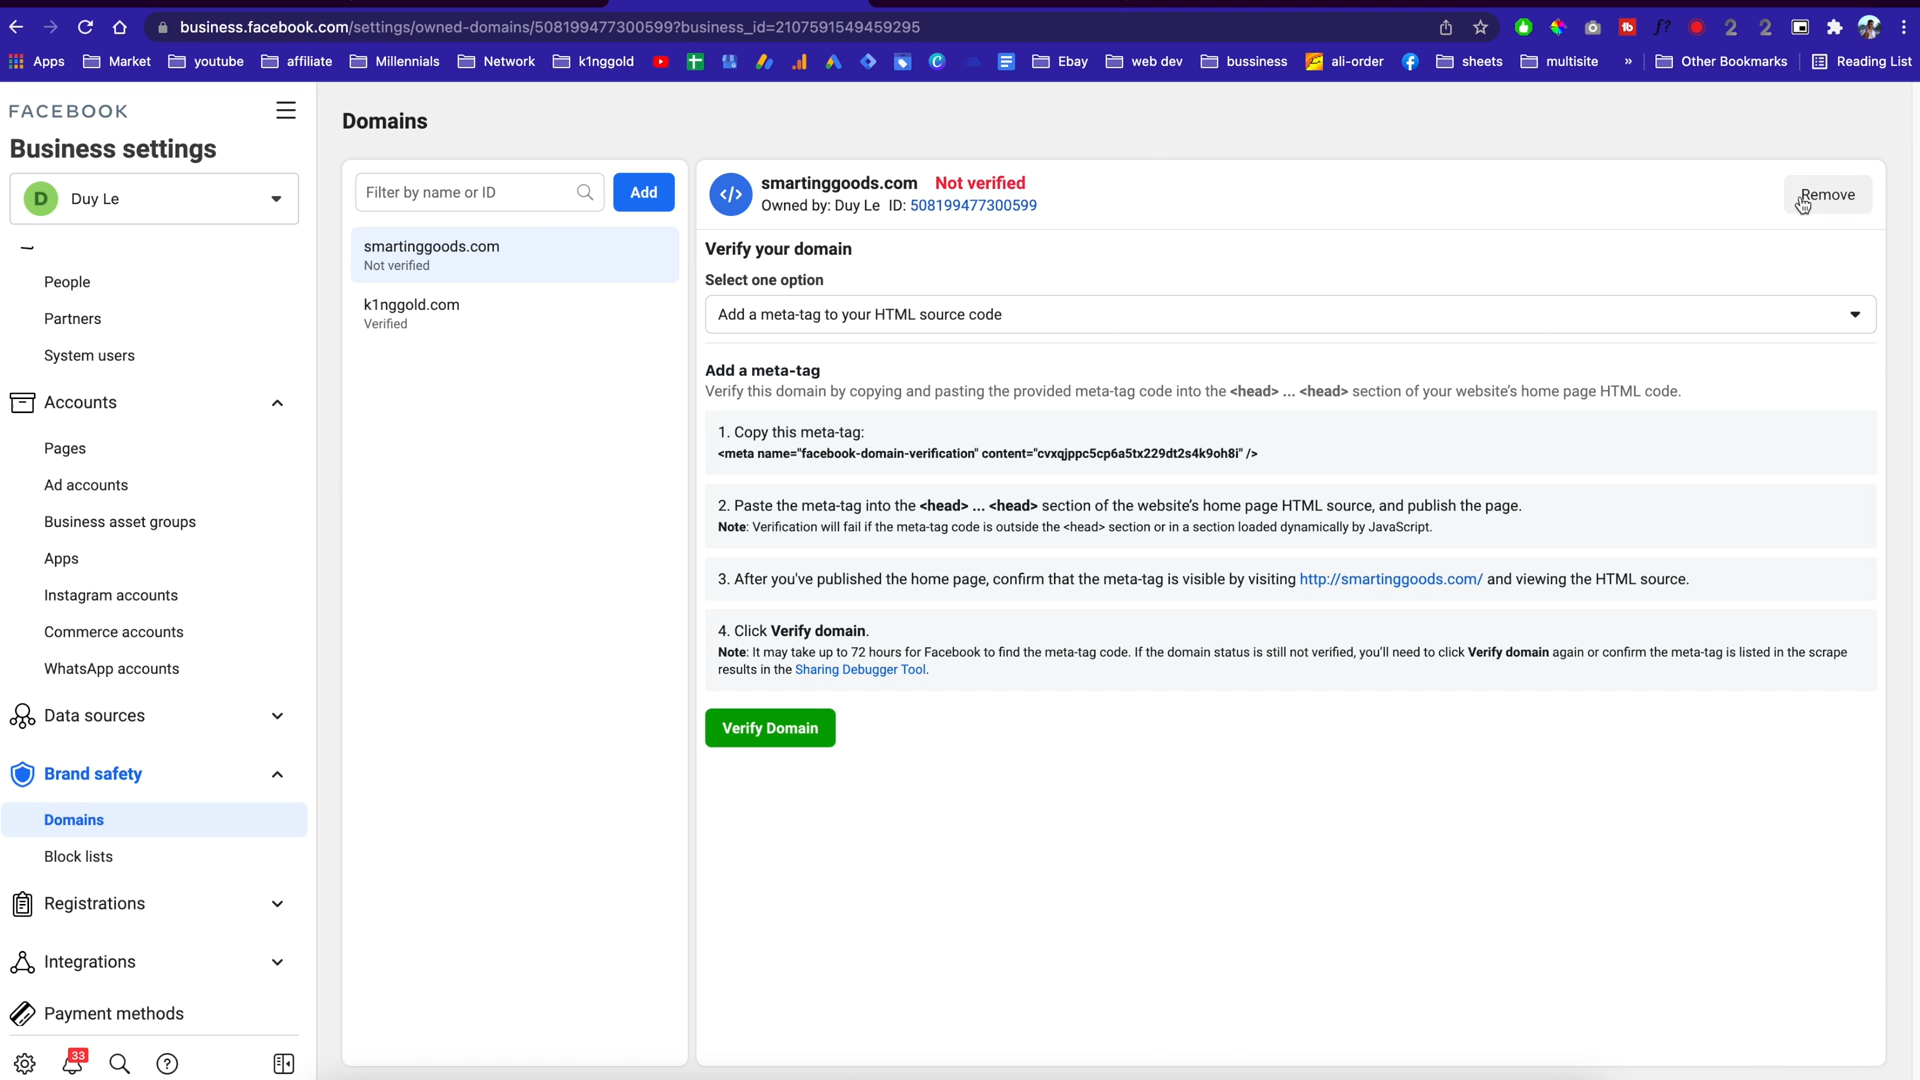 business.facebook.com/settings/owned-domains/508199477300599?business_id=2107591549459295
Apps Market youtube affiliate Millennials Network k1nggold Ebay web dev bussiness ali-order sheets multisite » Other Bookmarks Reading List
FACEBOOK
Business settings
D Duy Le
People
Partners
System users
Accounts
Pages
Ad accounts
Business asset groups
Apps
Instagram accounts
Commerce accounts
WhatsApp accounts
Data sources
Brand safety
Domains
Block lists
Registrations
Integrations
Payment methods
33
Domains
Filter by name or ID
Add
smartinggoods.com
Not verified
k1nggold.com
Verified
smartinggoods.com Not verified
Owned by: Duy Le ID: 508199477300599
Remove
Verify your domain
Select one option
Add a meta-tag to your HTML source code
Add a meta-tag
Verify this domain by copying and pasting the provided meta-tag code into the <head> ... <head> section of your website's home page HTML code.
1. Copy this meta-tag:
<meta name="facebook-domain-verification" content="cvxqjppc5cp6a5tx229dt2s4k9oh8i" />
2. Paste the meta-tag into the <head> ... <head> section of the website's home page HTML source, and publish the page.
Note: Verification will fail if the meta-tag code is outside the <head> section or in a section loaded dynamically by JavaScript.
3. After you've published the home page, confirm that the meta-tag is visible by visiting http://smartinggoods.com/ and viewing the HTML source.
4. Click Verify domain.
Note: It may take up to 72 hours for Facebook to find the meta-tag code. If the domain status is still not verified, you'll need to click Verify domain again or confirm the meta-tag is listed in the scrape
results in the Sharing Debugger Tool.
Verify Domain